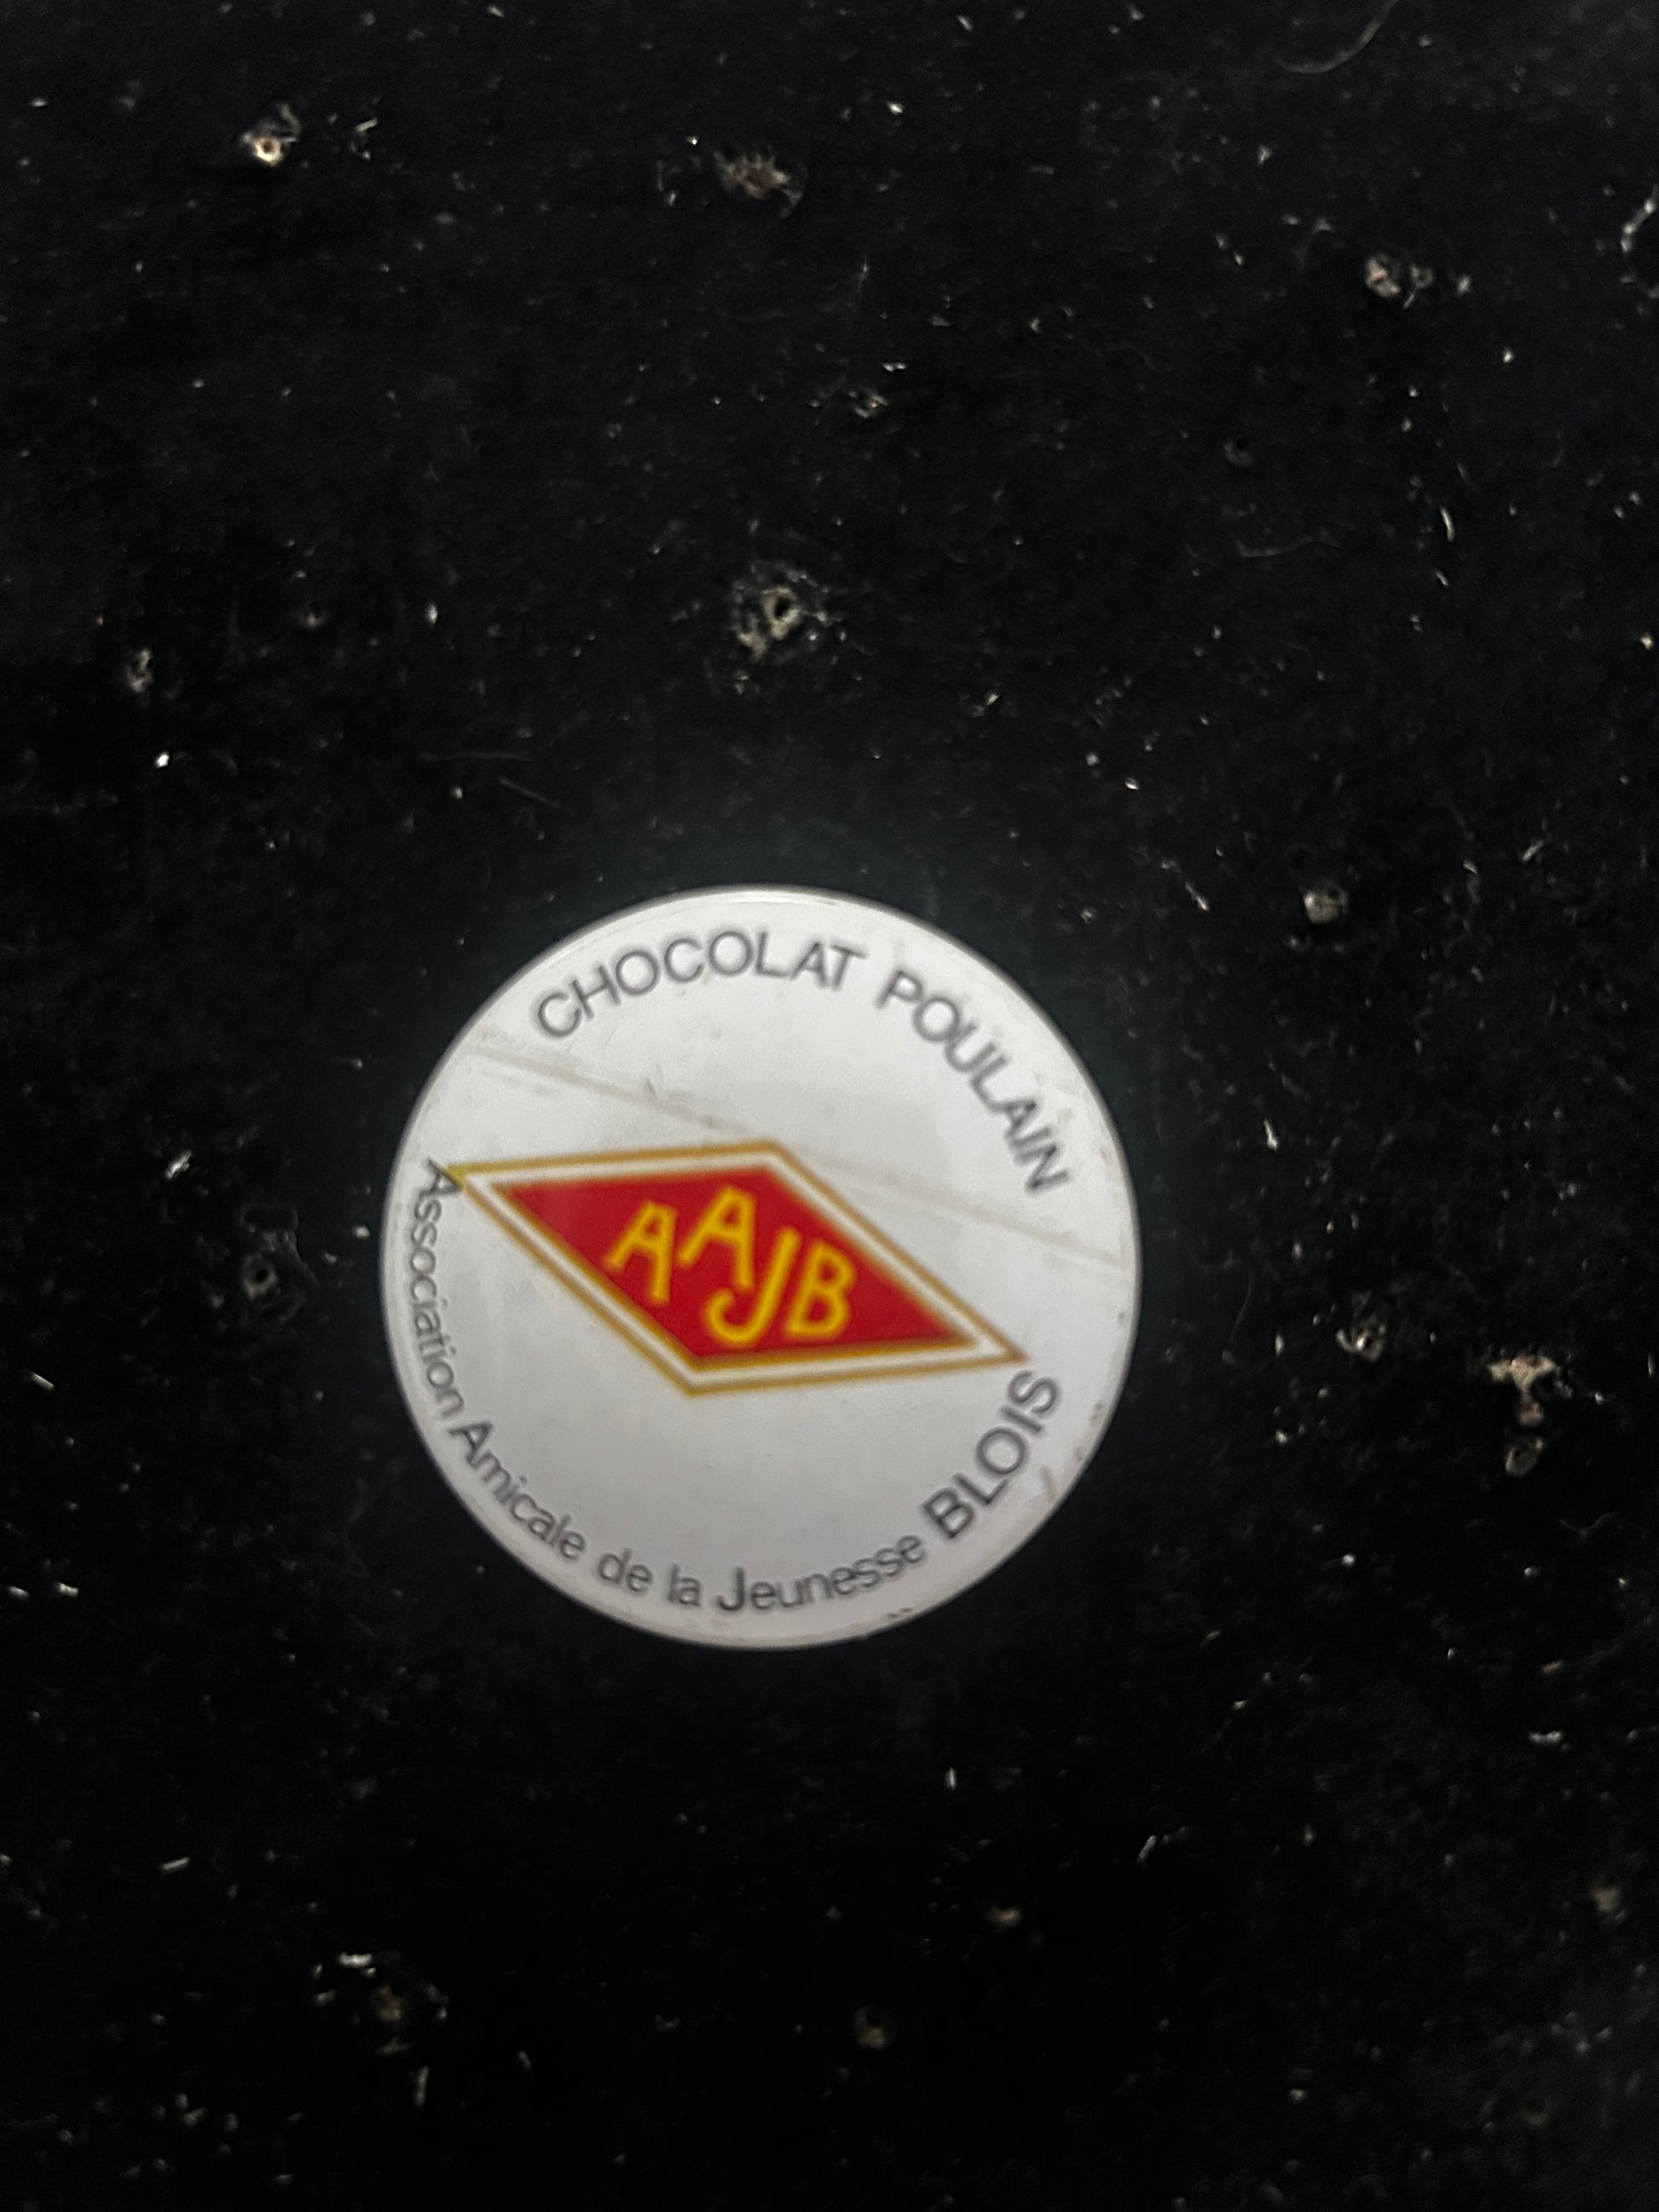 CHOCOLAT POULAIN
AAJB
Association Amicale de la Jeunesse BLOIS